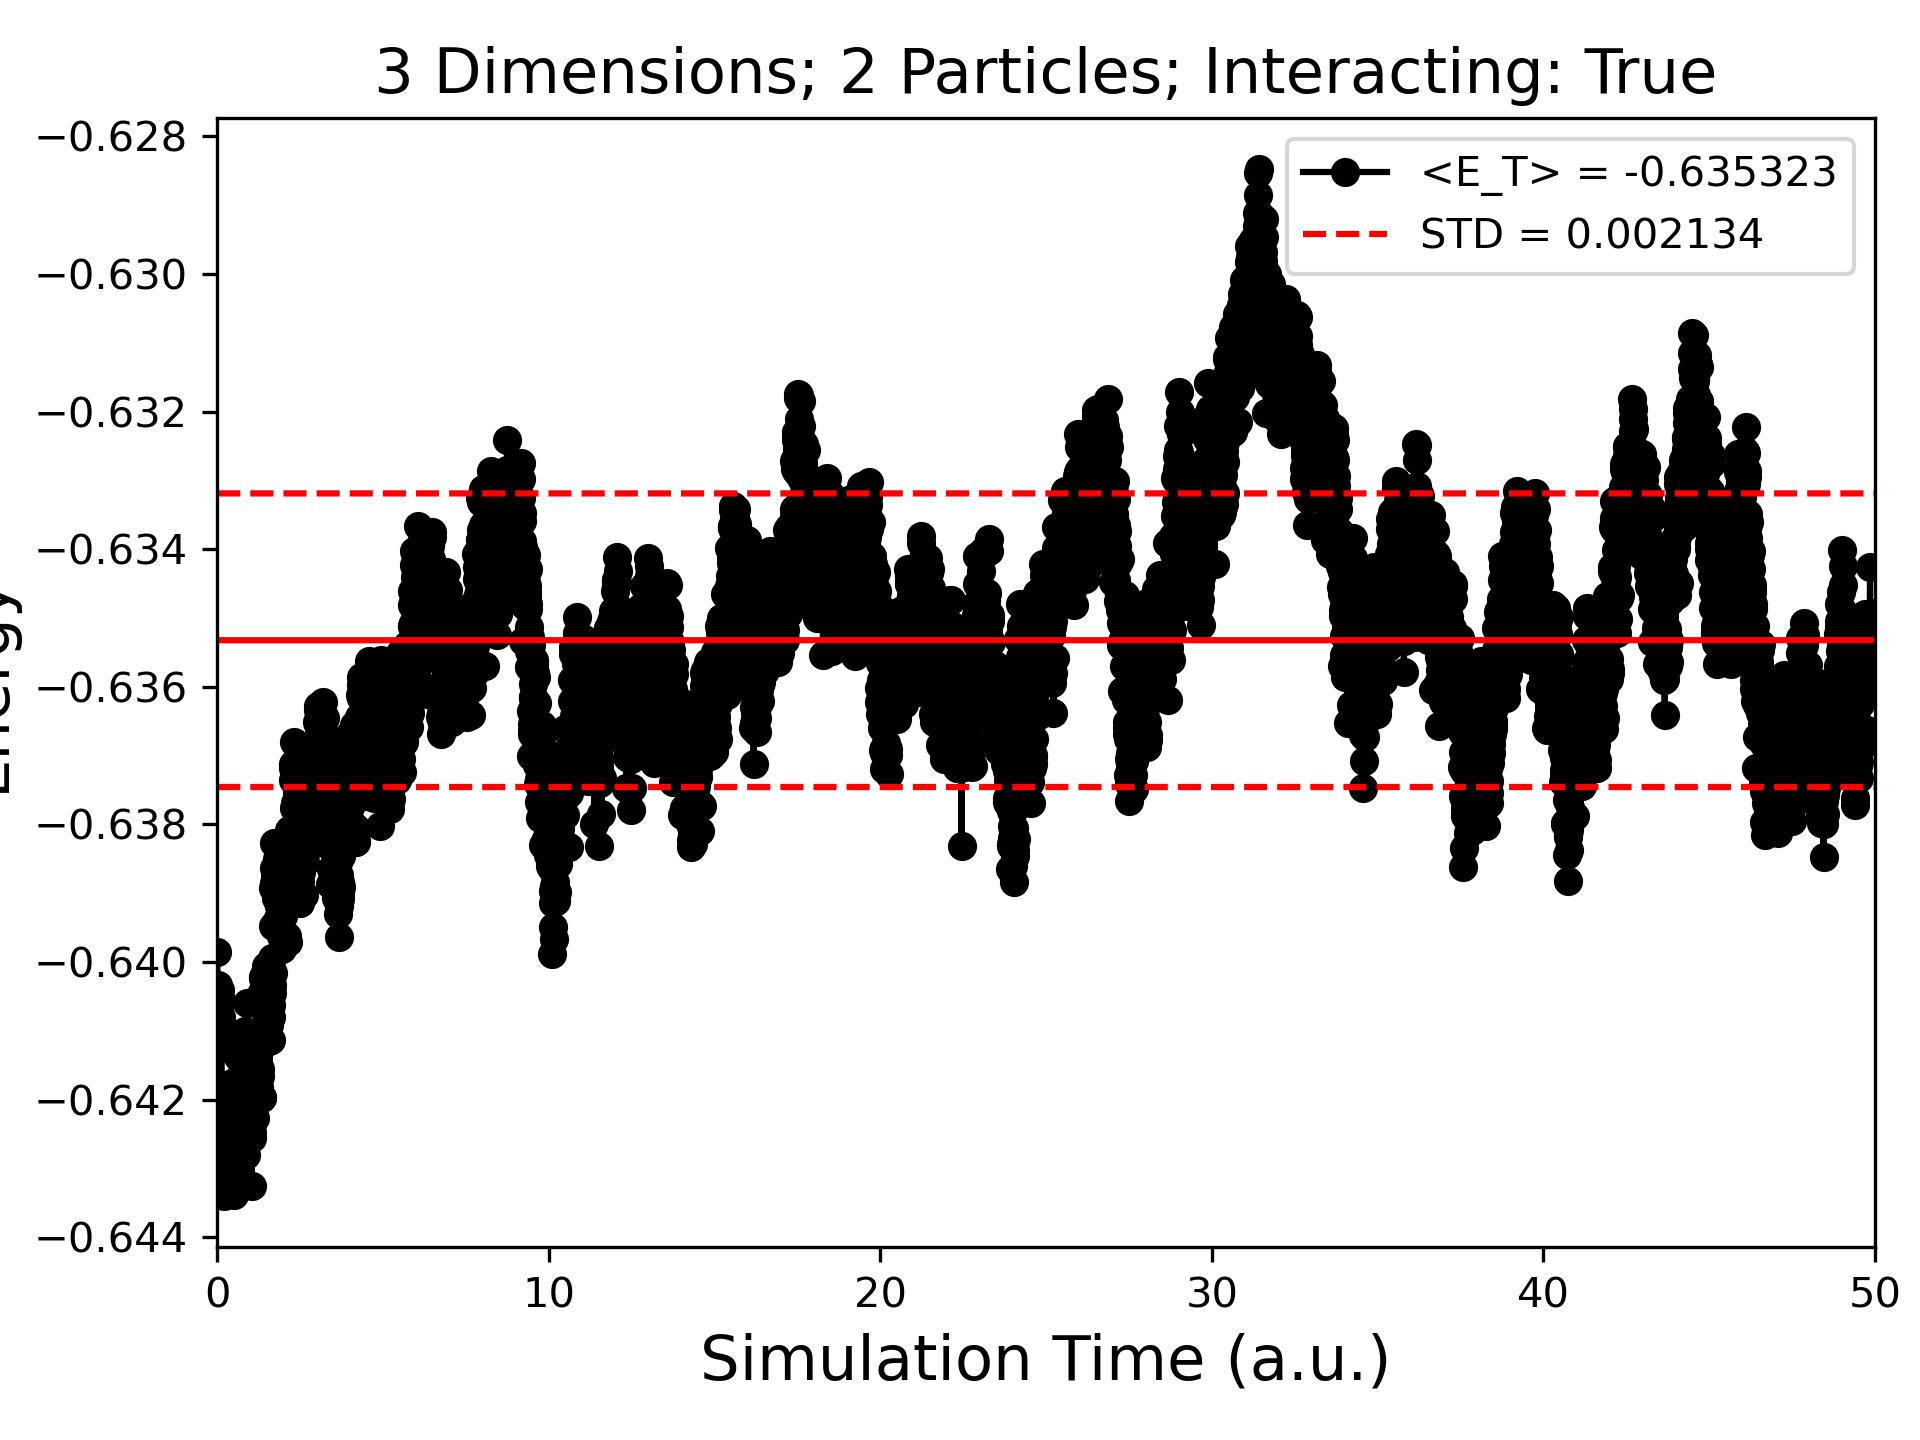 3 Dimensions; 2 Particles; Interacting: True
<E_T> = -0.635323
STD = 0.002134
−0.628
−0.630
−0.632
−0.634
−0.636
−0.638
−0.640
−0.642
−0.644
Energy
0 10 20 30 40 50
Simulation Time (a.u.)